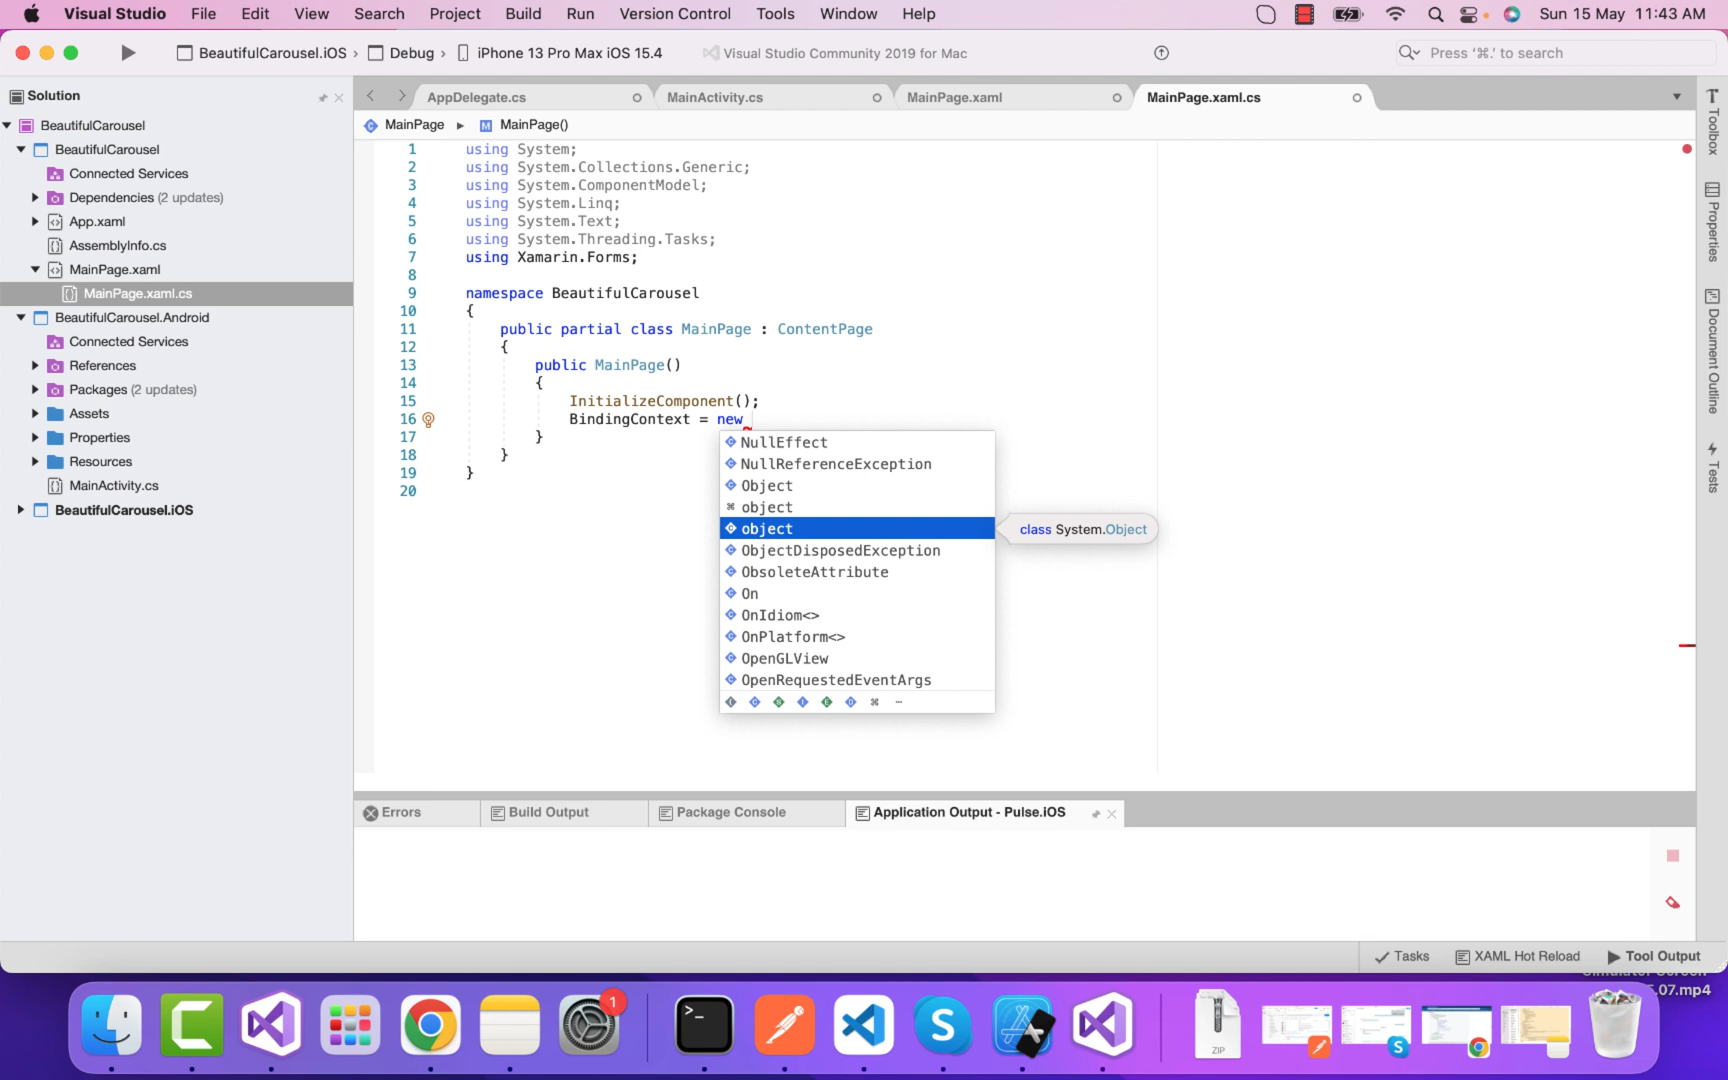 Visual Studio File Edit View Search Project Build Run Version Control Tools Window Help Sun 15 May 11:43 AM
BeautifulCarousel.iOS › Debug › iPhone 13 Pro Max iOS 15.4 Visual Studio Community 2019 for Mac Press '⌘.' to search
Solution
BeautifulCarousel
BeautifulCarousel
Connected Services
Dependencies (2 updates)
App.xaml
AssemblyInfo.cs
MainPage.xaml
MainPage.xaml.cs
BeautifulCarousel.Android
Connected Services
References
Packages (2 updates)
Assets
Properties
Resources
MainActivity.cs
BeautifulCarousel.iOS
AppDelegate.cs MainActivity.cs MainPage.xaml MainPage.xaml.cs
MainPage MainPage()
1 using System;
2 using System.Collections.Generic;
3 using System.ComponentModel;
4 using System.Linq;
5 using System.Text;
6 using System.Threading.Tasks;
7 using Xamarin.Forms;
8
9 namespace BeautifulCarousel
10 {
11 public partial class MainPage : ContentPage
12 {
13 public MainPage()
14 {
15 InitializeComponent();
16 BindingContext = new
17 }
18 }
19 }
20
NullEffect
NullReferenceException
Object
object
object
ObjectDisposedException
ObsoleteAttribute
On
OnIdiom<>
OnPlatform<>
OpenGLView
OpenRequestedEventArgs
class System.Object
Toolbox
Properties
Document Outline
Tests
Errors Build Output Package Console Application Output - Pulse.iOS
Tasks XAML Hot Reload Tool Output
5.07.mp4
1
ZIP